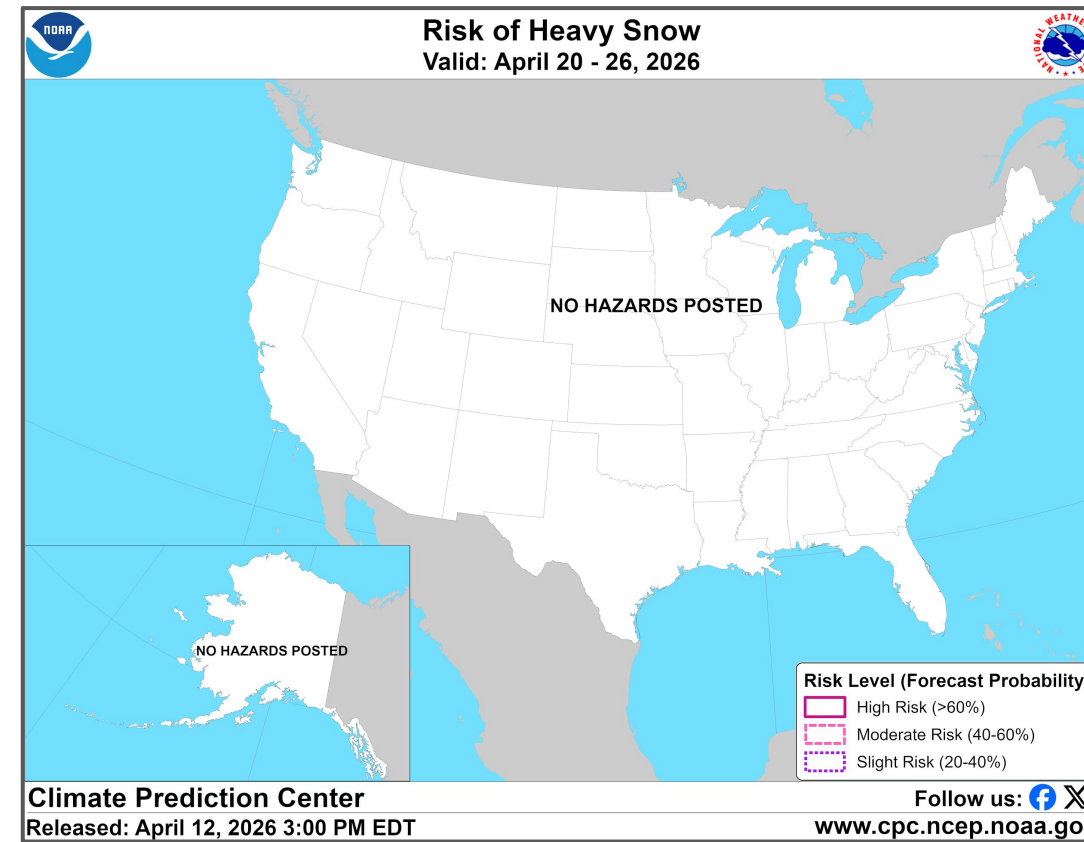 NOAA
Risk of Heavy Snow
Valid: April 20 - 26, 2026
NATIONAL WEATHE
NO HAZARDS POSTED
NO HAZARDS POSTED
Risk Level (Forecast Probability
High Risk (>60%)
Moderate Risk (40-60%)
Slight Risk (20-40%)
Climate Prediction Center
Follow us:
Released: April 12, 2026 3:00 PM EDT
www.cpc.ncep.noaa.go